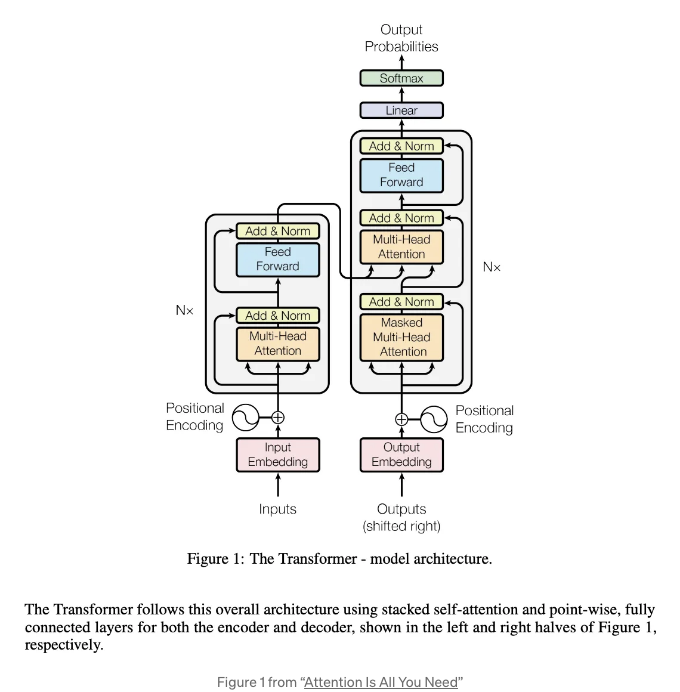 Output
Probabilities
Softmax
Linear
Add & Norm
Feed
Forward
Add & Norm
Multi-Head
Attention
Add & Norm
Masked
Multi-Head
Attention
Nx
Add & Norm
Feed
Forward
Add & Norm
Multi-Head
Attention
N×
Positional
Encoding
Positional
Encoding
Input
Embedding
Output
Embedding
Inputs
Outputs
(shifted right)
Figure 1: The Transformer - model architecture.
The Transformer follows this overall architecture using stacked self-attention and point-wise, fully
connected layers for both the encoder and decoder, shown in the left and right halves of Figure 1,
respectively.
Figure 1 from “Attention Is All You Need”